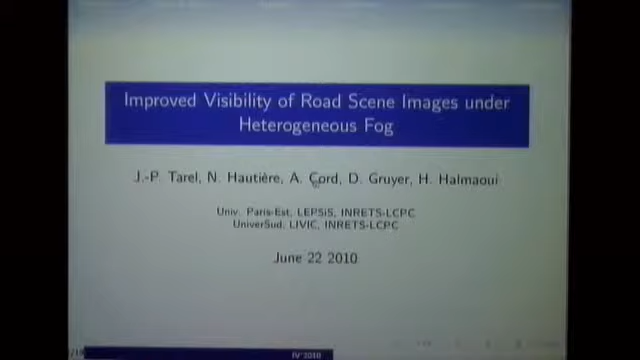 Improved Visibility of Road Scene Images under
Heterogeneous Fog
J.-P. Tarel, N. Hautière, A. Cord, D. Gruyer, H. Halmaoui
Univ. Paris-Est, LEPSiS, INRETS-LCPC
UniverSud, LIVIC, INRETS-LCPC
June 22 2010
IV'2010